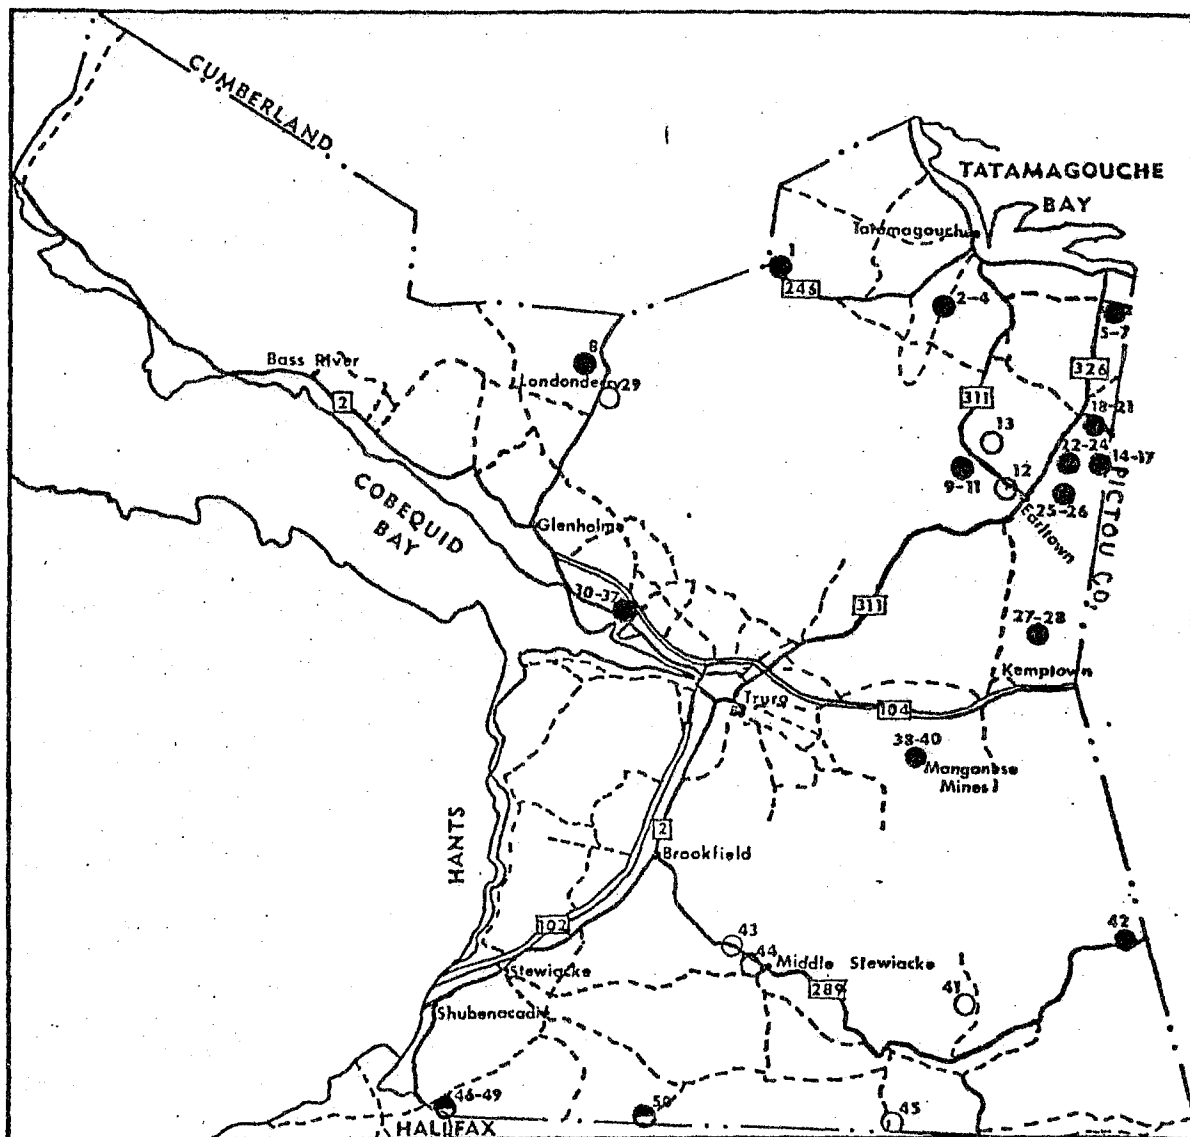 CUMBERLAND
TATAMAGOUCHE
BAY
Tatamagouche
1
246
2-4
5-7
8
Bass River
Londonderry
29
2
326
311
18-21
13
22-24
14-17
12
9-11
25-26
Earltown
PICTOU CO.
COBEQUID
BAY
Glenholme
30-37
311
27-28
Kemptown
Truro
104
38-40
Manganese
Mines
HANTS
2
Brookfield
102
43
42
44
Middle Stewiacke
Stewiacke
289
41
Shubenacadie
46-49
50
45
HALIFAX